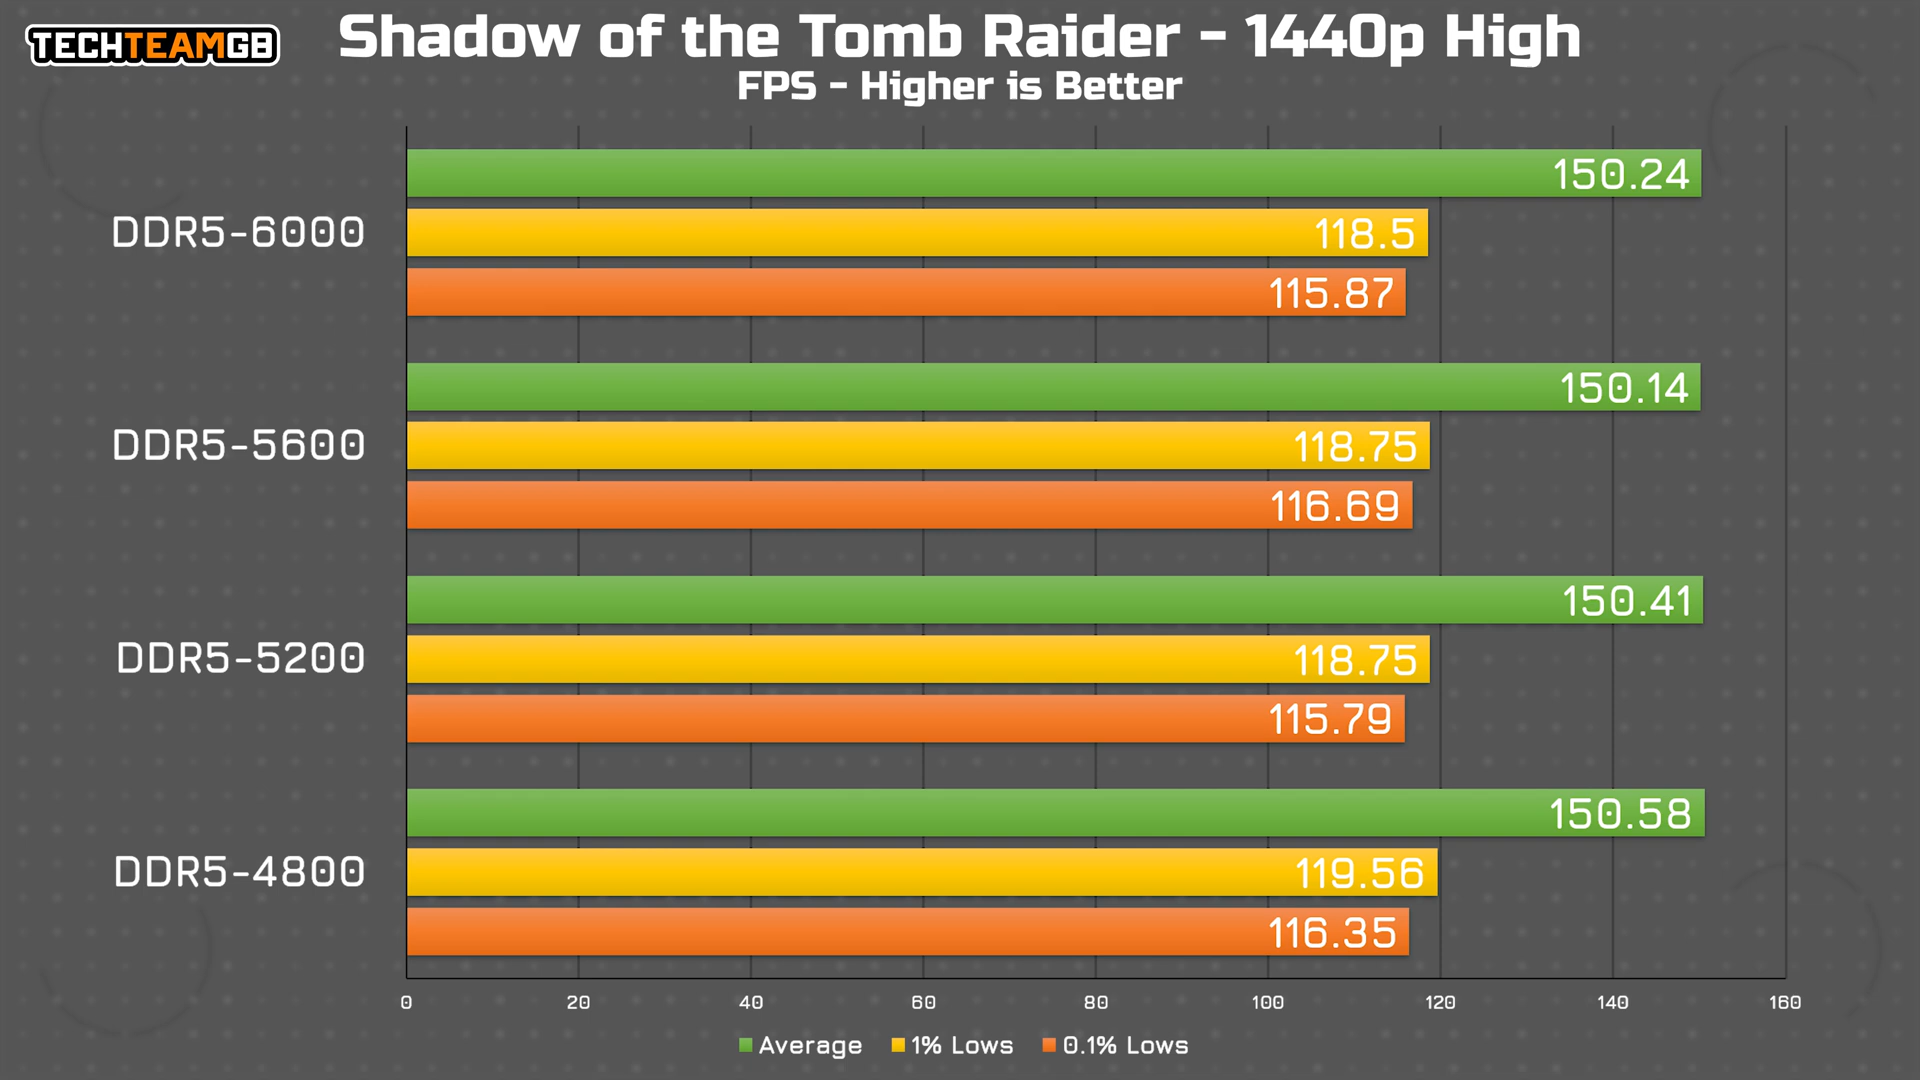 TECHTEAMGB
Shadow of the Tomb Raider - 1440p High
FPS - Higher is Better
DDR5-6000
150.24
118.5
115.87
DDR5-5600
150.14
118.75
116.69
DDR5-5200
150.41
118.75
115.79
DDR5-4800
150.58
119.56
116.35
0 20 40 60 80 100 120 140 160
Average 1% Lows 0.1% Lows